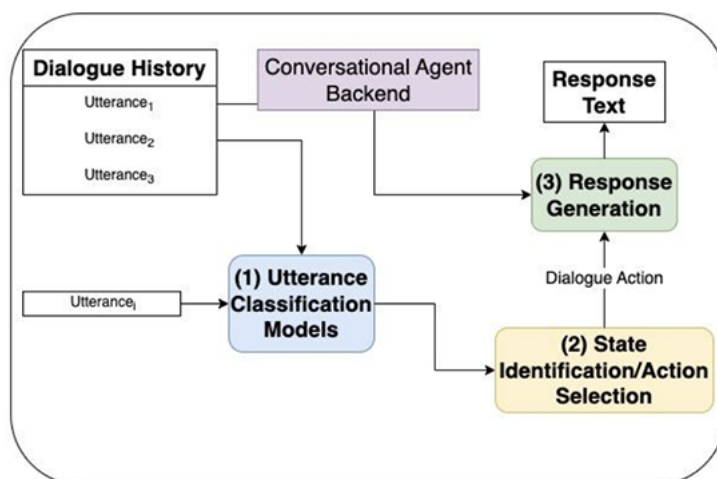 Dialogue History
Utterance1
Utterance2
Utterance3
Conversational Agent
Backend
Response
Text
(3) Response
Generation
Utterancei
(1) Utterance
Classification
Models
Dialogue Action
(2) State
Identification/Action
Selection